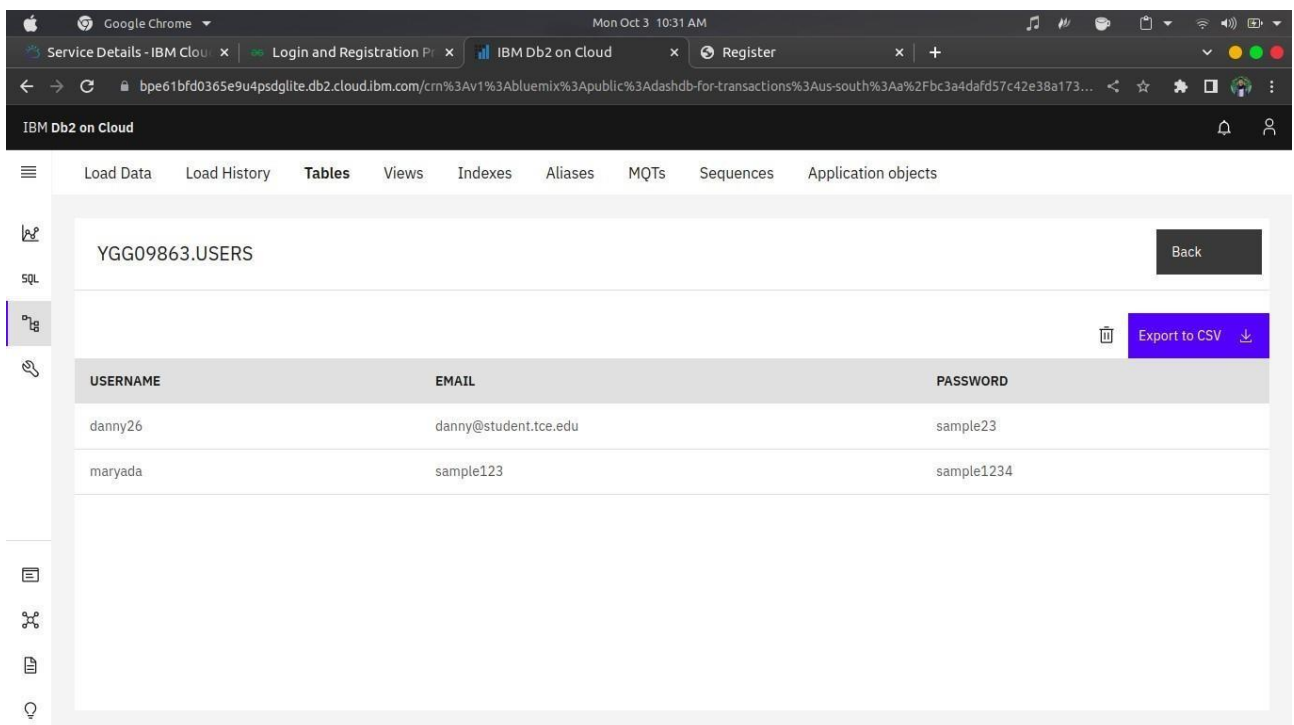 Google Chrome Mon Oct 3 10:31 AM
Service Details - IBM Clou Login and Registration Pr IBM Db2 on Cloud Register
bpe61bfd0365e9u4psdglite.db2.cloud.ibm.com/crn%3Av1%3Abluemix%3Apublic%3Adashdb-for-transactions%3Aus-south%3Aa%2Fbc3a4dafd57c42e38a173...
IBM Db2 on Cloud
Load Data Load History Tables Views Indexes Aliases MQTs Sequences Application objects
YGG09863.USERS Back
SQL
Export to CSV
USERNAME EMAIL PASSWORD
danny26 danny@student.tce.edu sample23
maryada sample123 sample1234